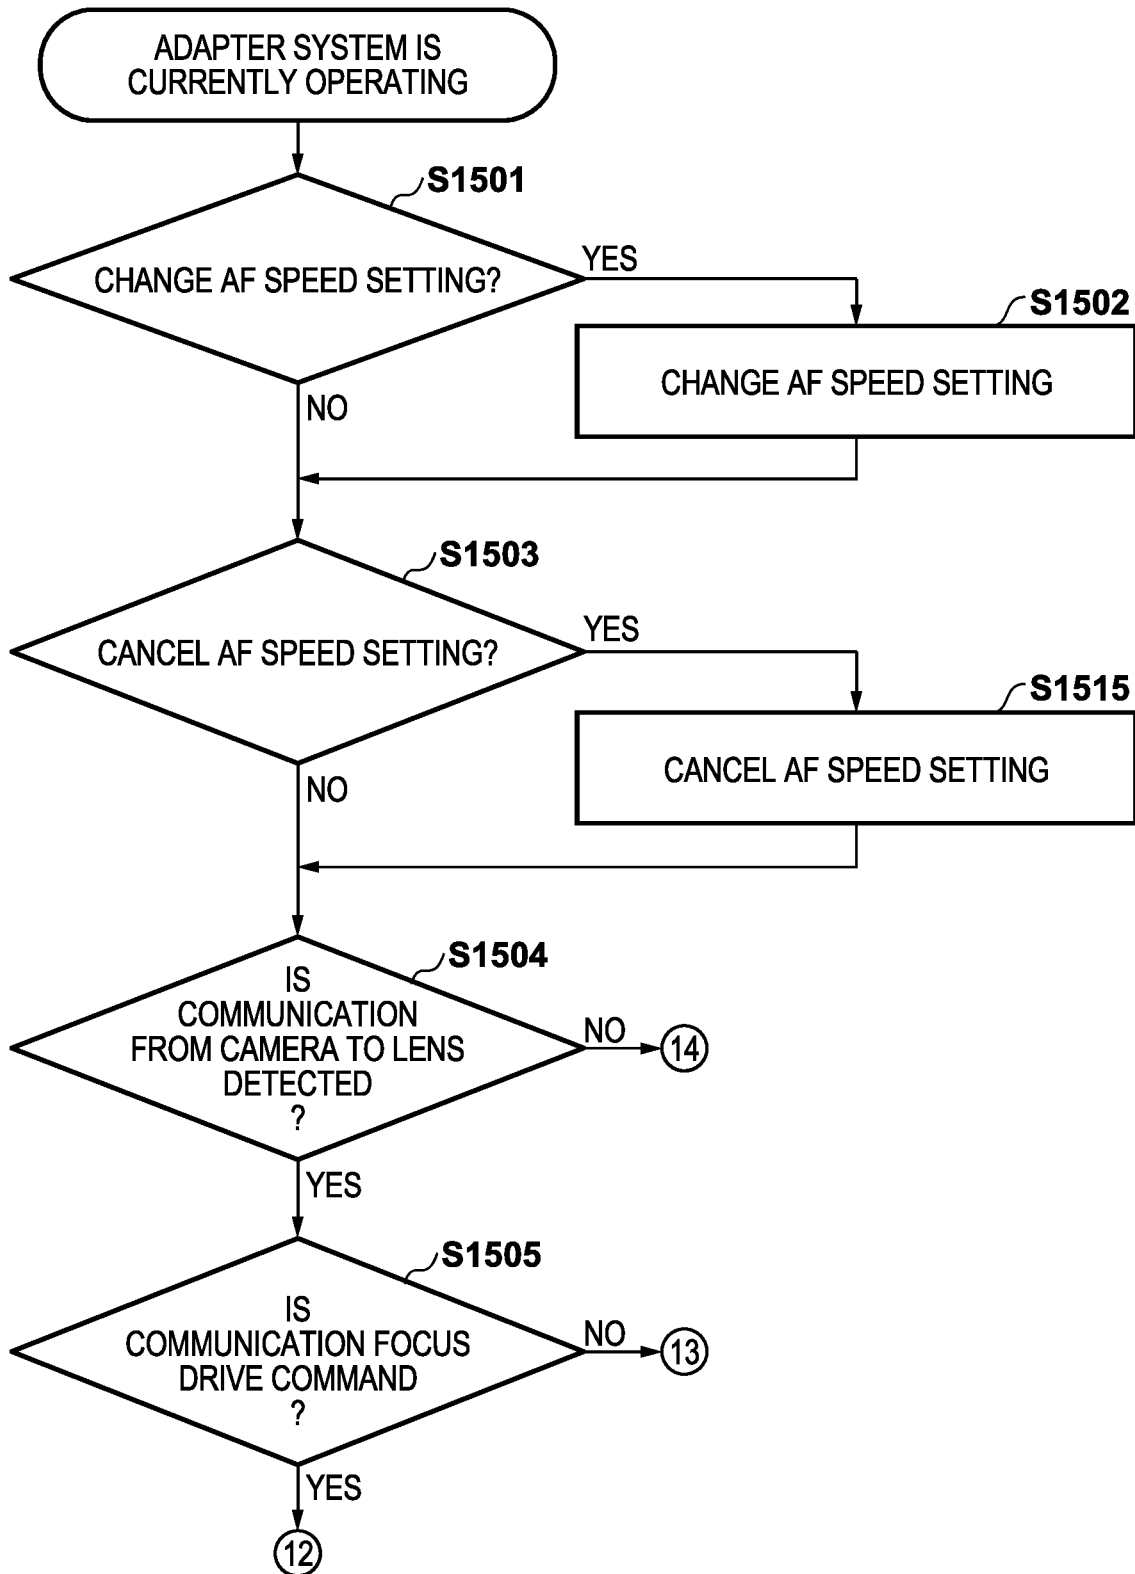 ADAPTER SYSTEM IS
CURRENTLY OPERATING
S1501
CHANGE AF SPEED SETTING?
YES
S1502
CHANGE AF SPEED SETTING
NO
S1503
CANCEL AF SPEED SETTING?
YES
S1515
CANCEL AF SPEED SETTING
NO
S1504
IS
COMMUNICATION
FROM CAMERA TO LENS
DETECTED
?
NO
14
YES
S1505
IS
COMMUNICATION FOCUS
DRIVE COMMAND
?
NO
13
YES
12